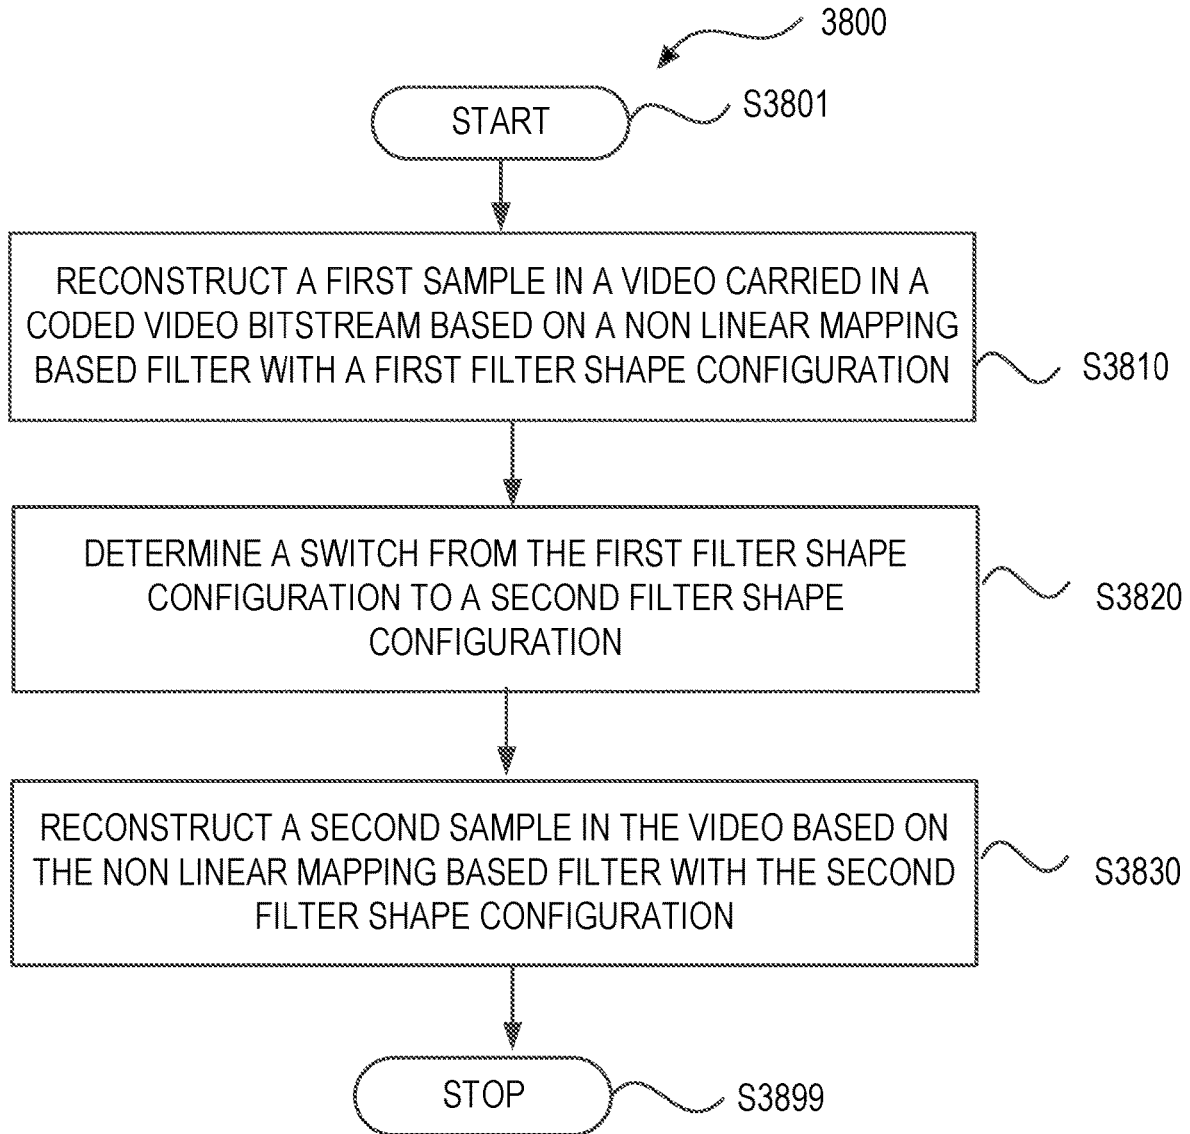 3800
START
S3801
RECONSTRUCT A FIRST SAMPLE IN A VIDEO CARRIED IN A
CODED VIDEO BITSTREAM BASED ON A NON LINEAR MAPPING
BASED FILTER WITH A FIRST FILTER SHAPE CONFIGURATION
S3810
DETERMINE A SWITCH FROM THE FIRST FILTER SHAPE
CONFIGURATION TO A SECOND FILTER SHAPE
CONFIGURATION
S3820
RECONSTRUCT A SECOND SAMPLE IN THE VIDEO BASED ON
THE NON LINEAR MAPPING BASED FILTER WITH THE SECOND
FILTER SHAPE CONFIGURATION
S3830
STOP
S3899